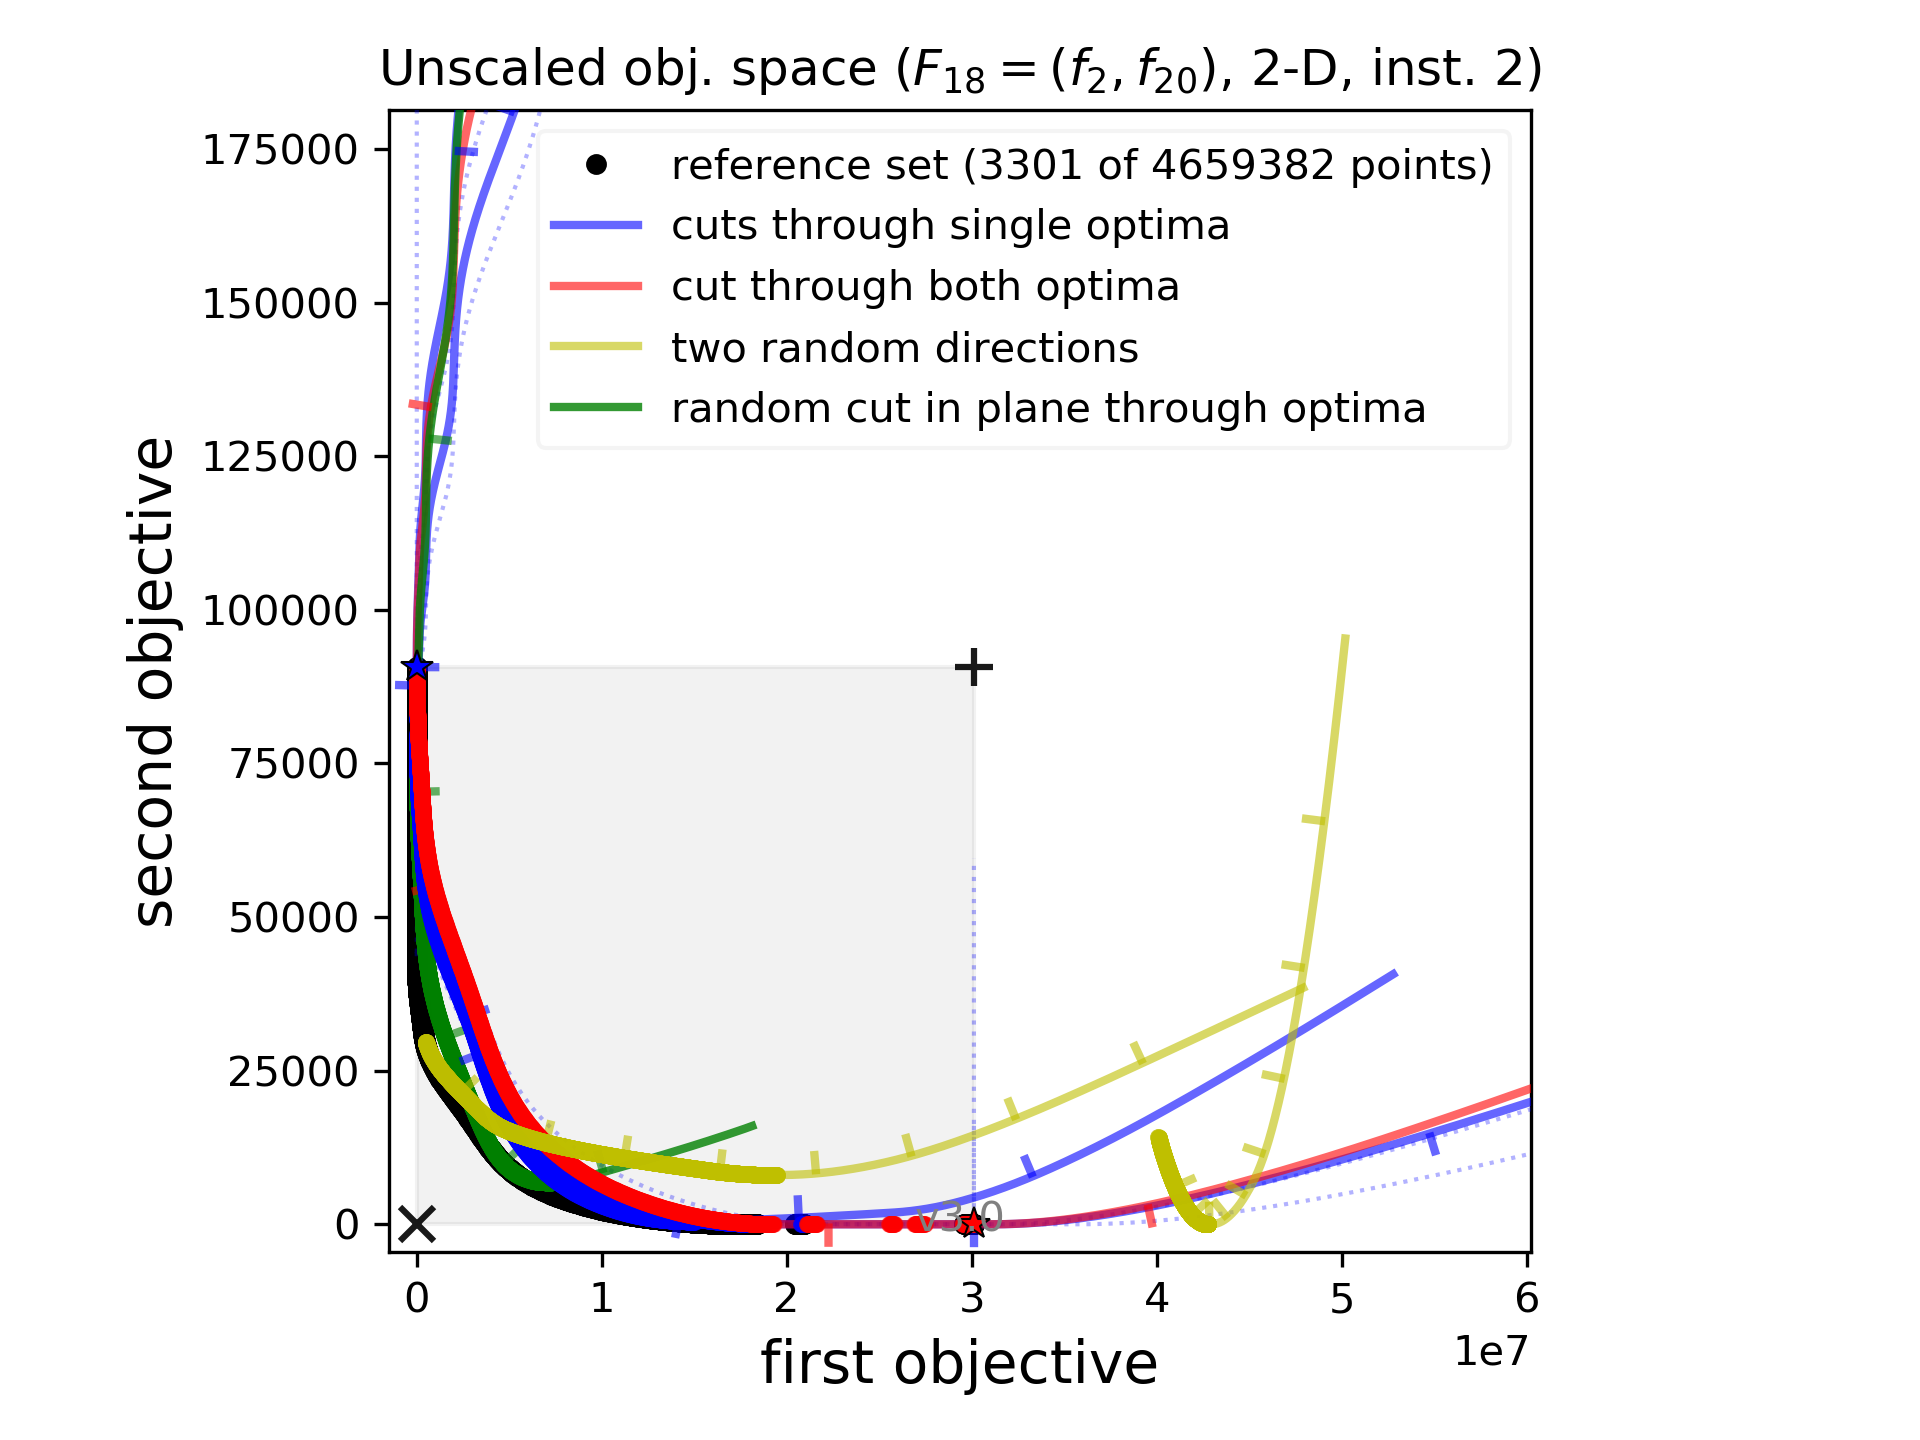 Unscaled obj. space (F18 = (f2, f20), 2-D, inst. 2)
175000
150000
125000
100000
75000
50000
25000
0
second objective
reference set (3301 of 4659382 points)
cuts through single optima
cut through both optima
two random directions
random cut in plane through optima
v3.0
0 1 2 3 4 5 6
1e7
first objective